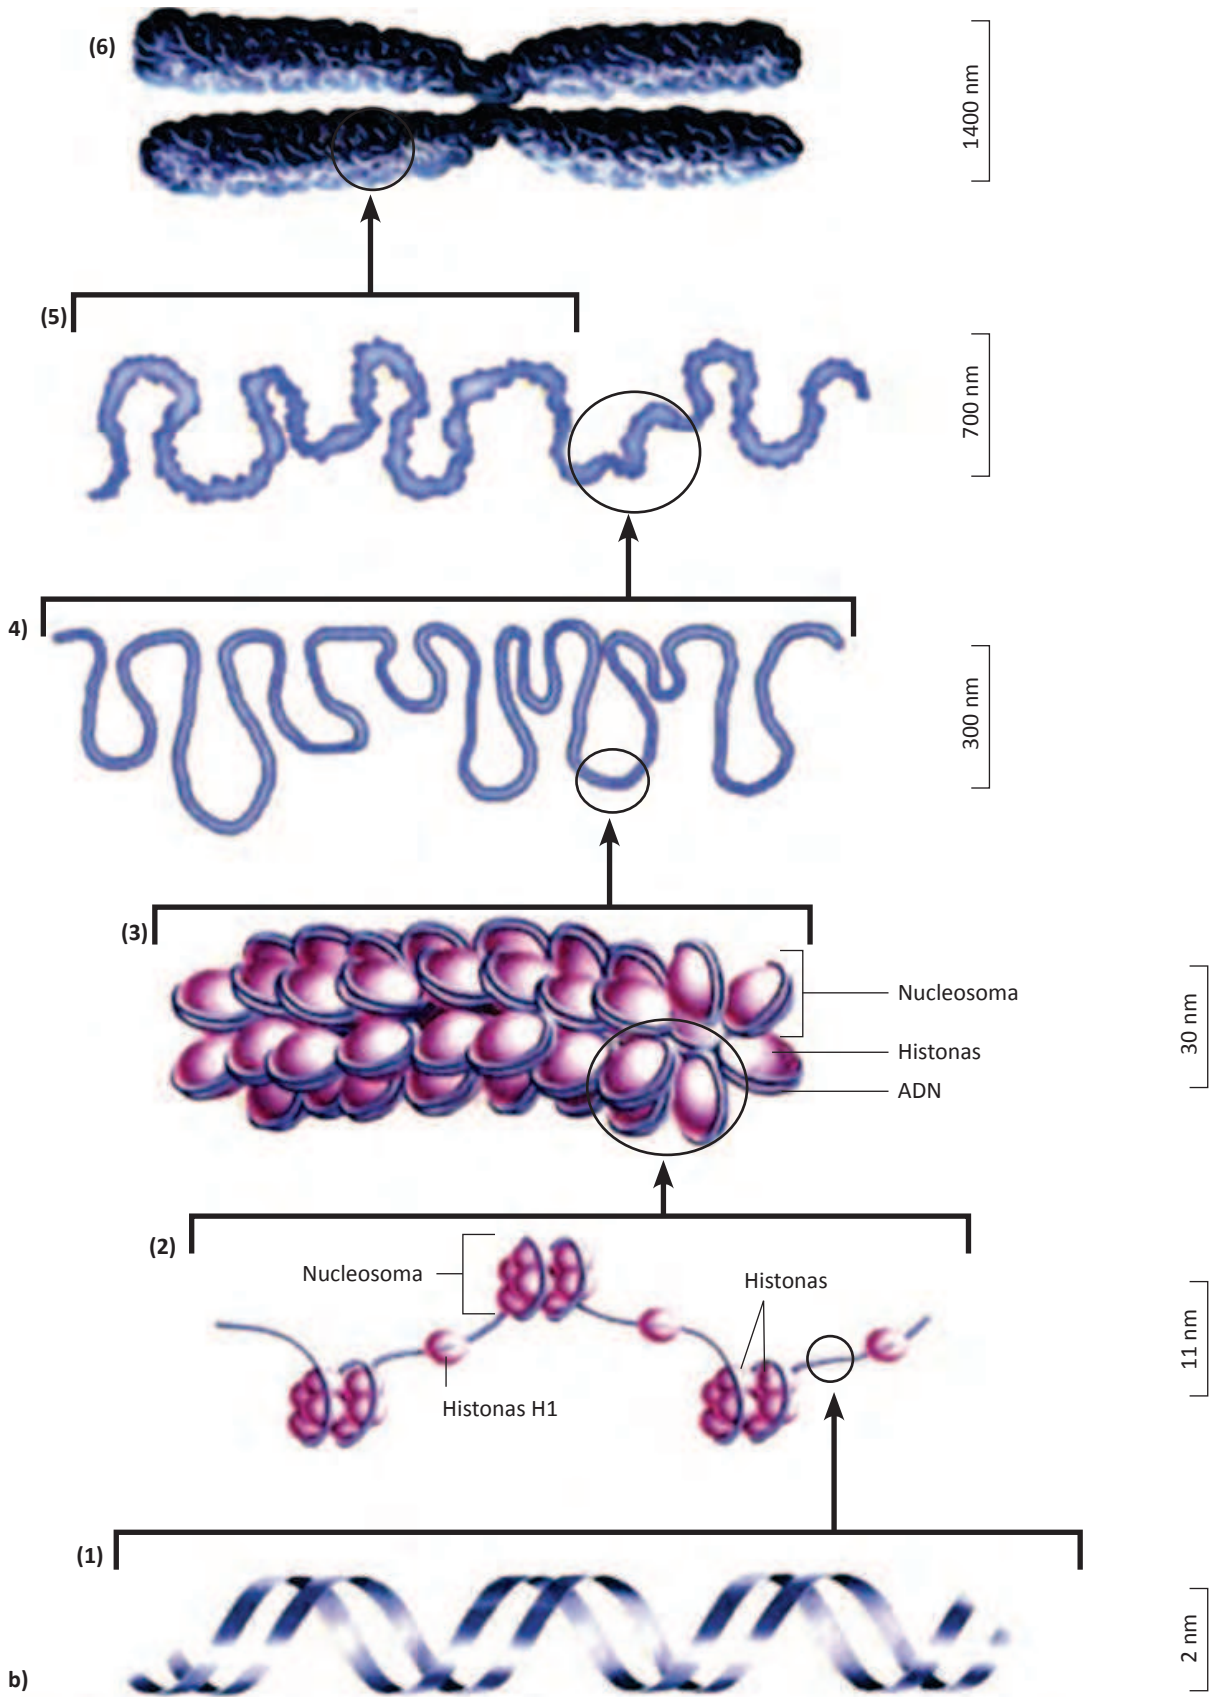 (6)
1400 nm
(5)
700 nm
4)
300 nm
(3)
Nucleosoma
Histonas
ADN
30 nm
(2)
Nucleosoma
Histonas
Histonas H1
11 nm
(1)
2 nm
b)